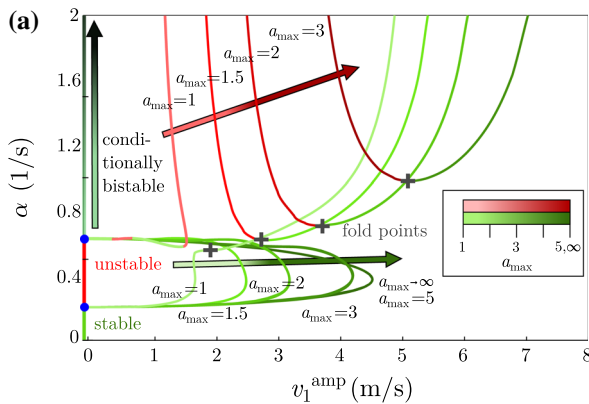 (a)
2
1.6
1.2
0.8
0.4
0
α (1/s)
condi-
tionally
bistable
unstable
stable
a_max=3
a_max=2
a_max=1.5
a_max=1
fold points
a_max=1
a_max=2
a_max→∞
a_max=5
a_max=1.5
a_max=3
1 3 5,∞
a_max
0 1 2 3 4 5 6 7 8
v₁^amp (m/s)